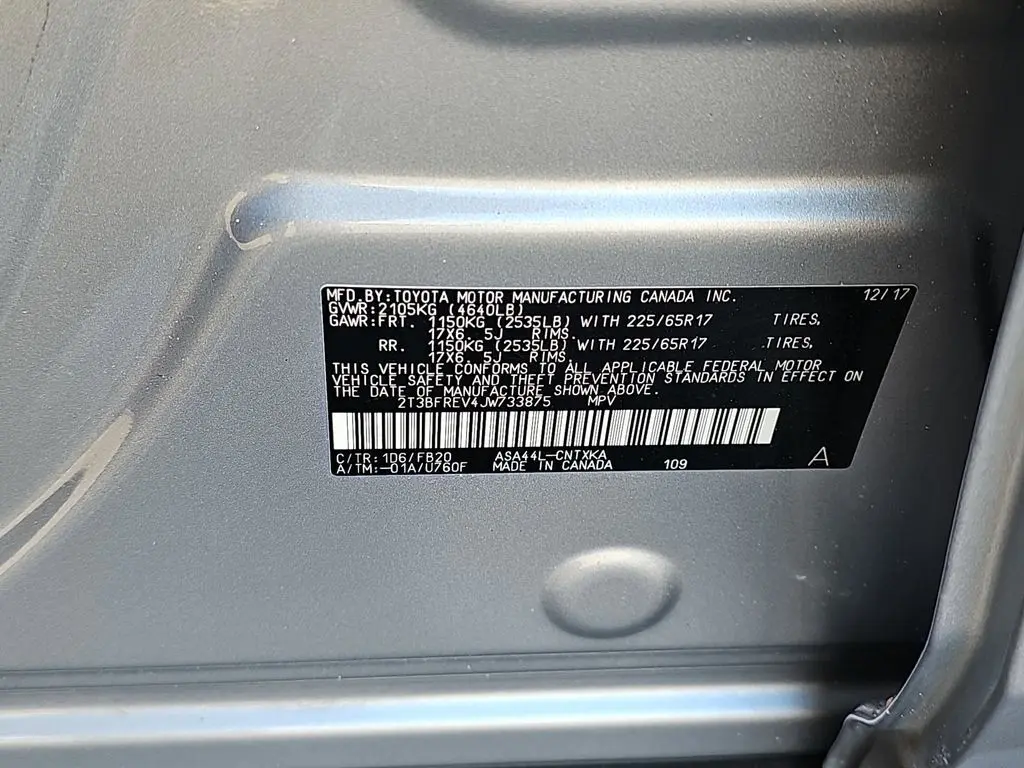 MFD.BY:TOYOTA MOTOR MANUFACTURING CANADA INC. 12/17
GVWR:2105KG (4640LB)
GAWR:FRT. 1150KG (2535LB) WITH 225/65R17 TIRES,
17X6.5J RIMS.
RR. 1150KG (2535LB) WITH 225/65R17 TIRES,
17X6.5J RIMS.
THIS VEHICLE CONFORMS TO ALL APPLICABLE FEDERAL MOTOR
VEHICLE SAFETY AND THEFT PREVENTION STANDARDS IN EFFECT ON
THE DATE OF MANUFACTURE SHOWN ABOVE.
2T3BFREV4JW733875 MPV
C/TR:1D6/FB20 ASA44L-CNTXKA
A/TM:-01A/U760F MADE IN CANADA 109 A